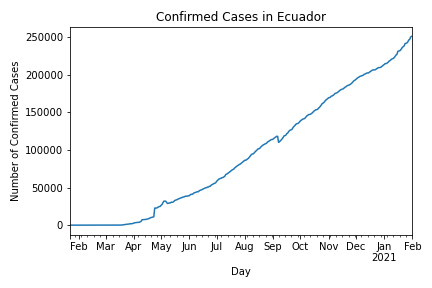 Confirmed Cases in Ecuador
Number of Confirmed Cases
250000
200000
150000
100000
50000
0
Feb Mar Apr May Jun Jul Aug Sep Oct Nov Dec Jan Feb
2021
Day